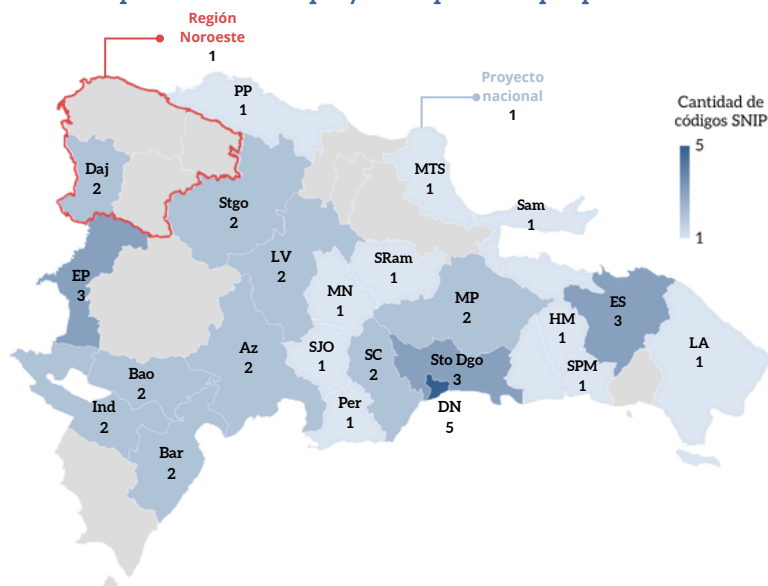 Región
Noroeste
1
PP
1
Proyecto
nacional
1
Cantidad de
códigos SNIP
5
1
Daj
2
MTS
1
Stgo
2
Sam
1
EP
3
LV
2
SRam
1
MN
1
MP
2
ES
3
HM
1
LA
1
Az
2
SJO
1
SC
2
Sto Dgo
3
SPM
1
Bao
2
Ind
2
Per
1
DN
5
Bar
2